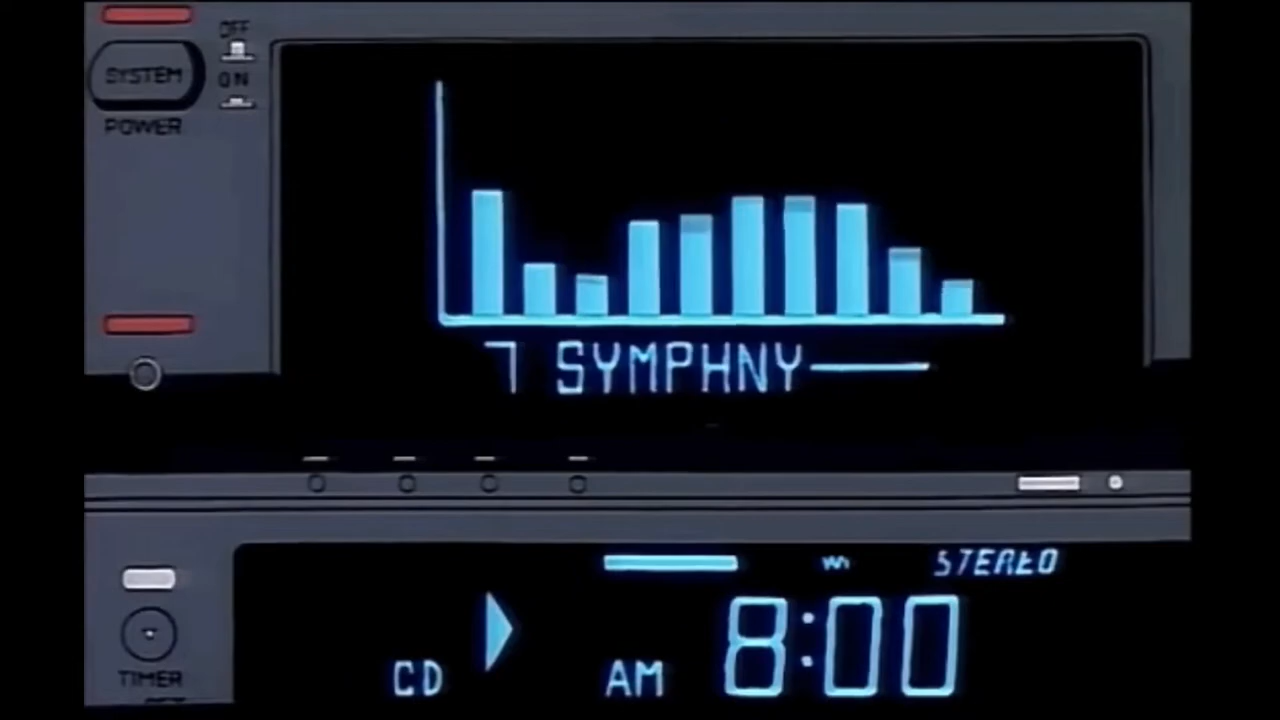 OFF
SYSTEM
ON
POWER
7 SYMPHNY
STEREO
CD AM 8:00
TIMER